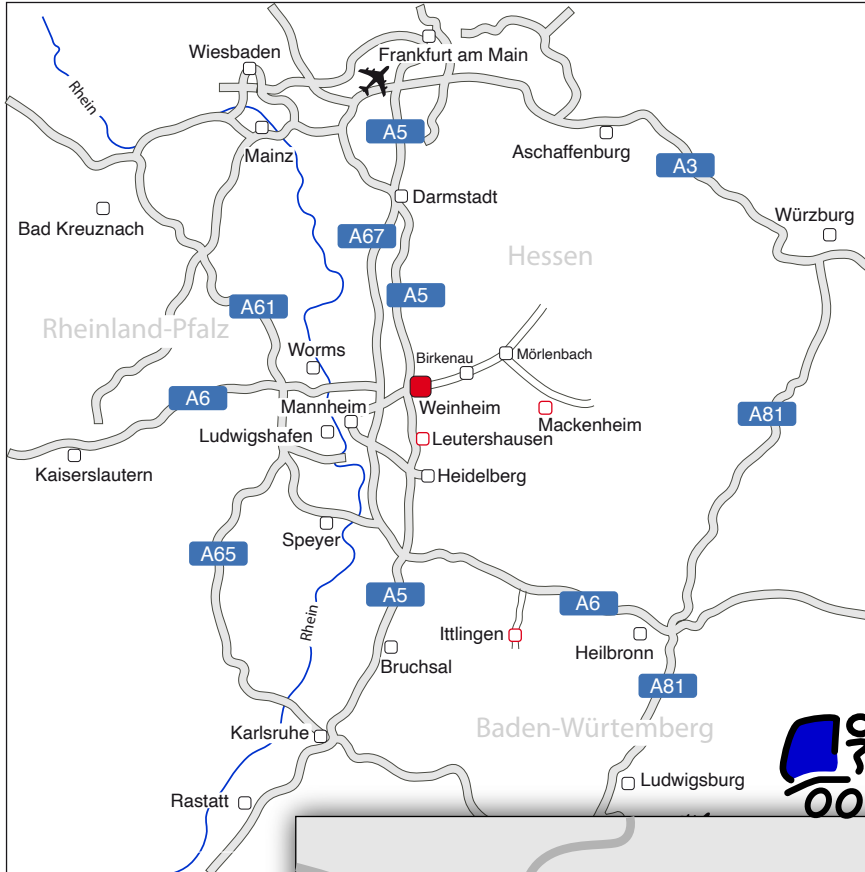 Frankfurt am Main
Wiesbaden
Rhein
A5
Mainz
Aschaffenburg
A3
Darmstadt
Bad Kreuznach
Würzburg
A67
Hessen
A5
A61
Rheinland-Pfalz
Worms
Birkenau
Mörlenbach
A6
Mannheim
Weinheim
Mackenheim
A81
Ludwigshafen
Leutershausen
Kaiserslautern
Heidelberg
Speyer
A65
A5
A6
Rhein
Ittlingen
Heilbronn
Bruchsal
A81
Baden-Würtemberg
Karlsruhe
Ludwigsburg
Rastatt